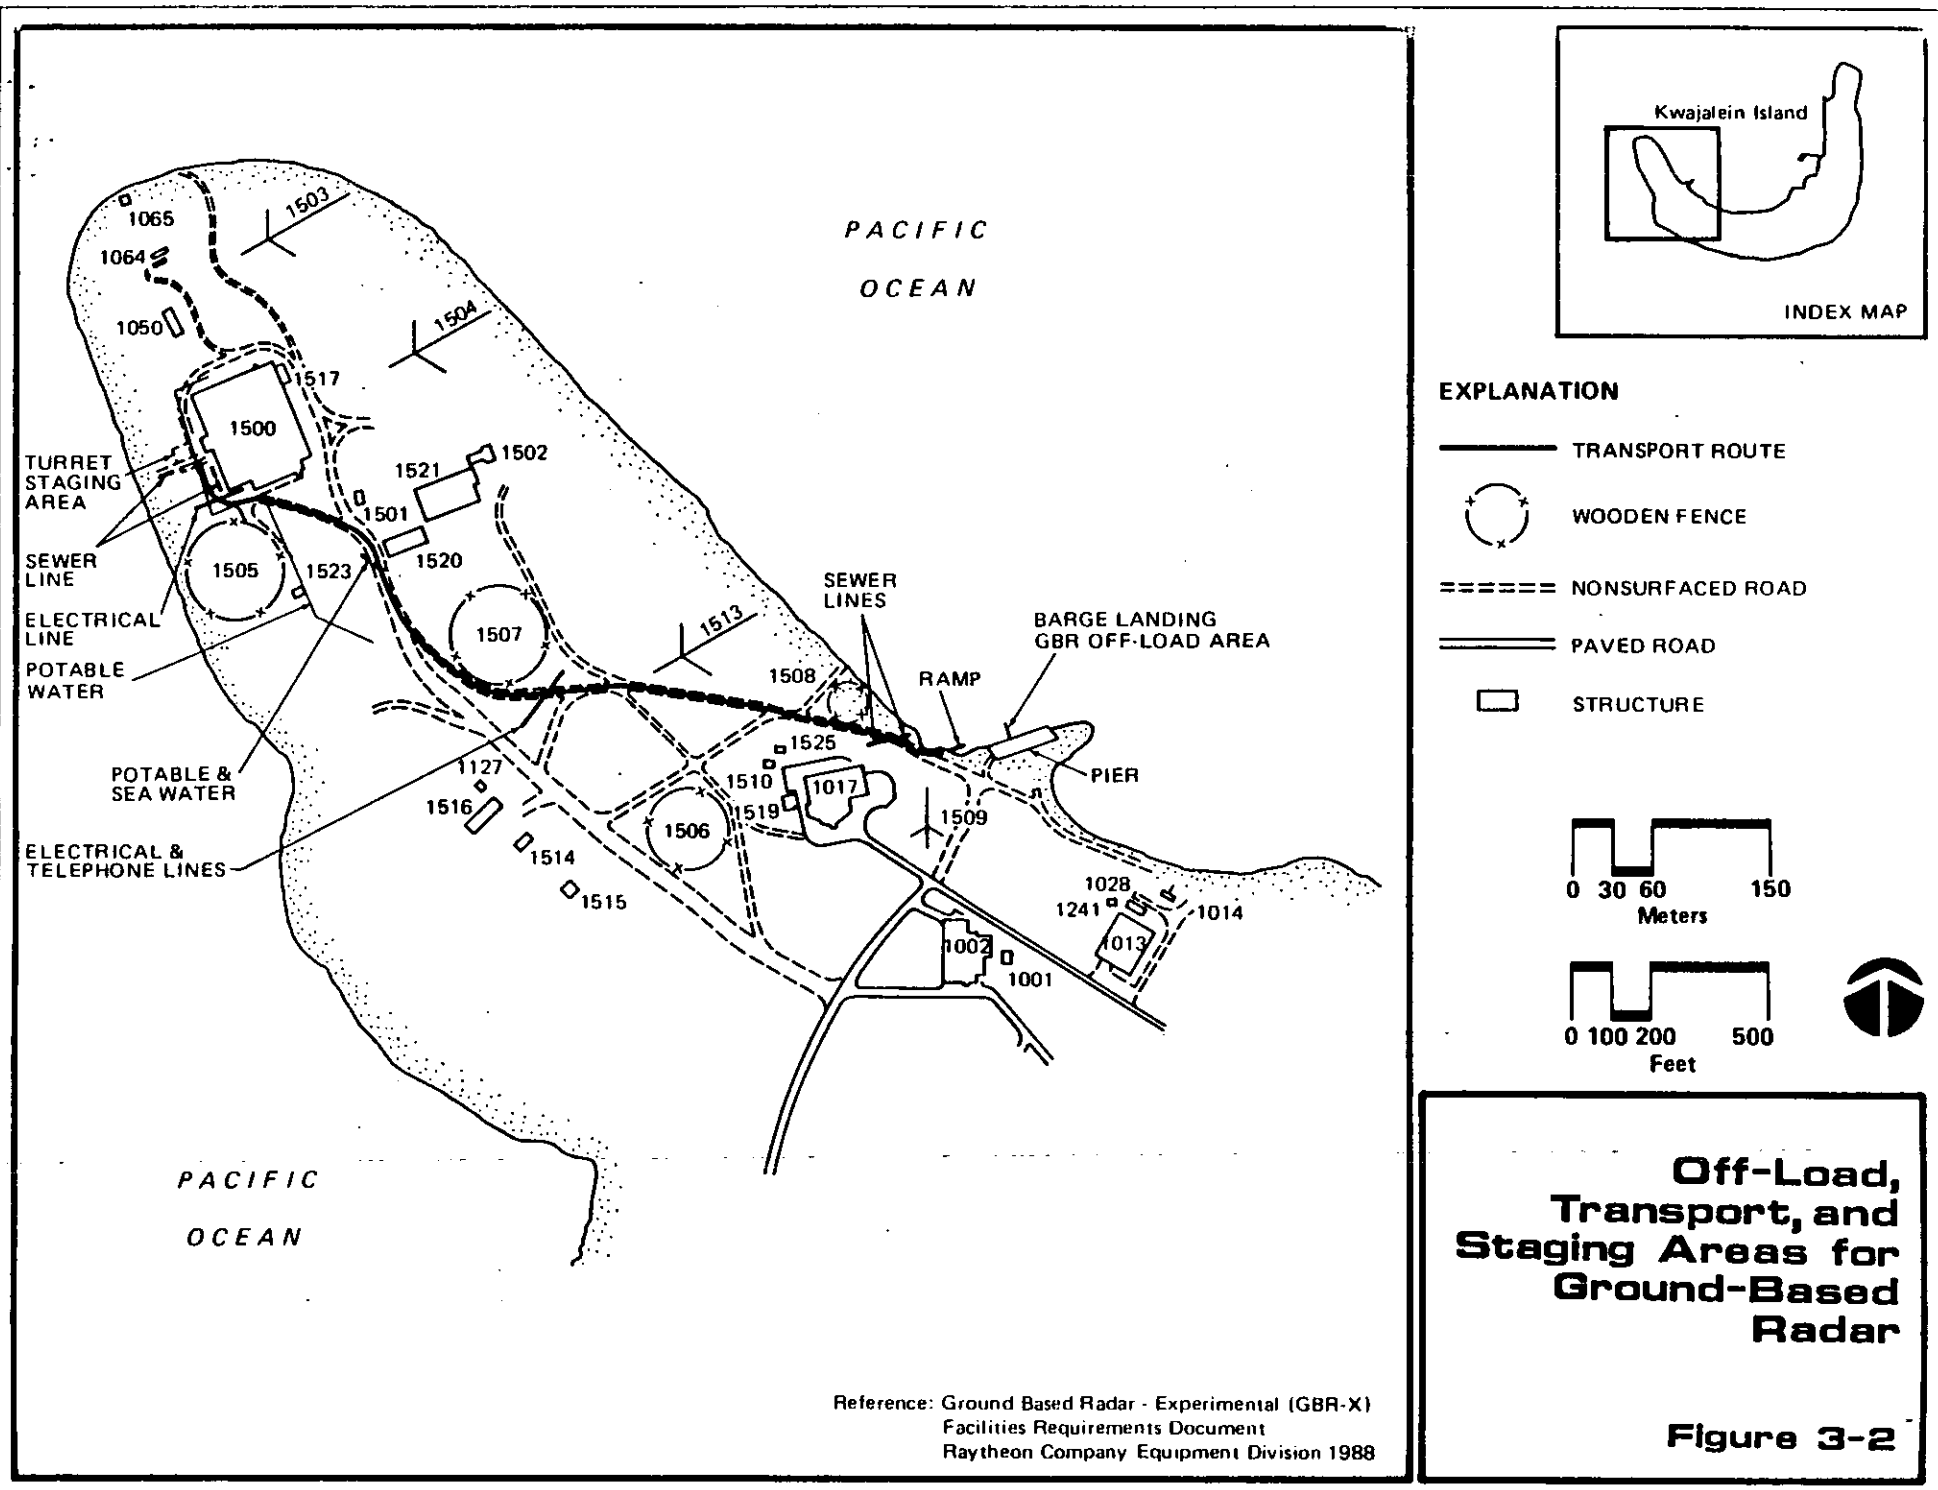 PACIFIC
OCEAN
1503
1065
1064
1504
1050
1517
1500
1502
1521
TURRET
STAGING
AREA
1501
SEWER
LINE
1505
1523
1520
ELECTRICAL
LINE
1507
1513
SEWER
LINES
BARGE LANDING
GBR OFF-LOAD AREA
POTABLE
WATER
1508
RAMP
1525
PIER
POTABLE &
SEA WATER
1127
1510
1017
1516
1519
1509
1506
ELECTRICAL &
TELEPHONE LINES
1514
1515
1028
1241
1014
1013
1002
1001
PACIFIC
OCEAN
Reference: Ground Based Radar - Experimental (GBR-X)
Facilities Requirements Document
Raytheon Company Equipment Division 1988
Kwajalein Island
INDEX MAP
EXPLANATION
TRANSPORT ROUTE
WOODEN FENCE
NONSURFACED ROAD
PAVED ROAD
STRUCTURE
0 30 60 150
Meters
0 100 200 500
Feet
Off-Load,
Transport, and
Staging Areas for
Ground-Based
Radar
Figure 3-2